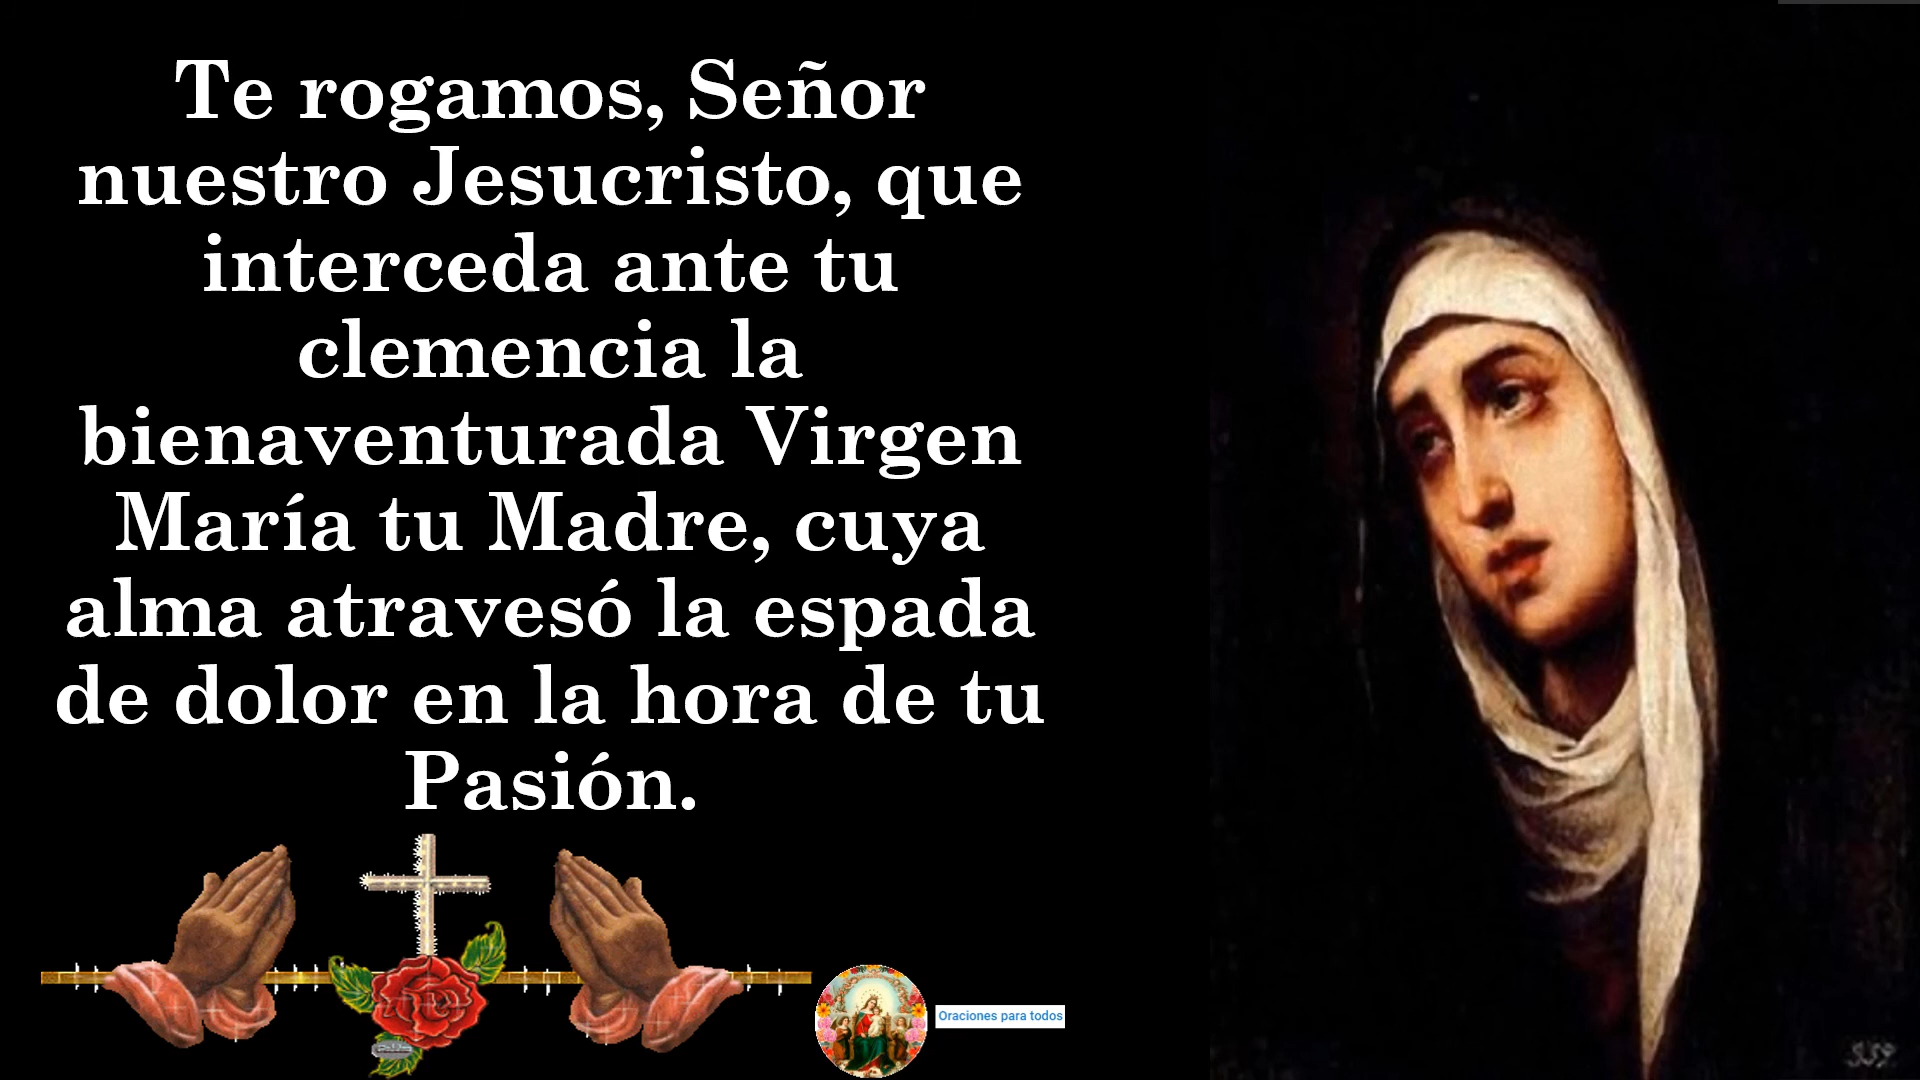 Te rogamos, Señor
nuestro Jesucristo, que
interceda ante tu
clemencia la
bienaventurada Virgen
María tu Madre, cuya
alma atravesó la espada
de dolor en la hora de tu
Pasión.
Oraciones para todos